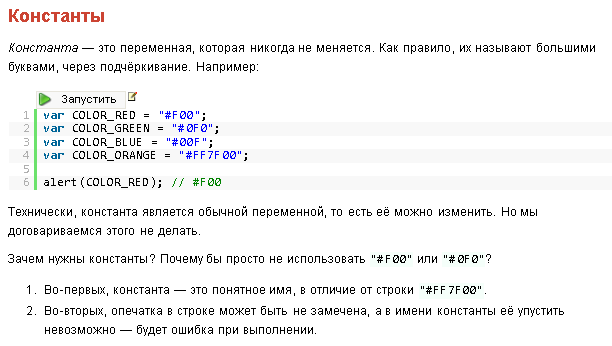 Константы
Константа — это переменная, которая никогда не меняется. Как правило, их называют большими
буквами, через подчёркивание. Например:
Запустить
1 var COLOR_RED = "#F00";
2 var COLOR_GREEN = "#0F0";
3 var COLOR_BLUE = "#00F";
4 var COLOR_ORANGE = "#FF7F00";
5
6 alert(COLOR_RED); // #F00
Технически, константа является обычной переменной, то есть её можно изменить. Но мы
договариваемся этого не делать.
Зачем нужны константы? Почему бы просто не использовать "#F00" или "#0F0"?
1. Во-первых, константа — это понятное имя, в отличие от строки "#FF7F00".
2. Во-вторых, опечатка в строке может быть не замечена, а в имени константы её упустить
невозможно — будет ошибка при выполнении.